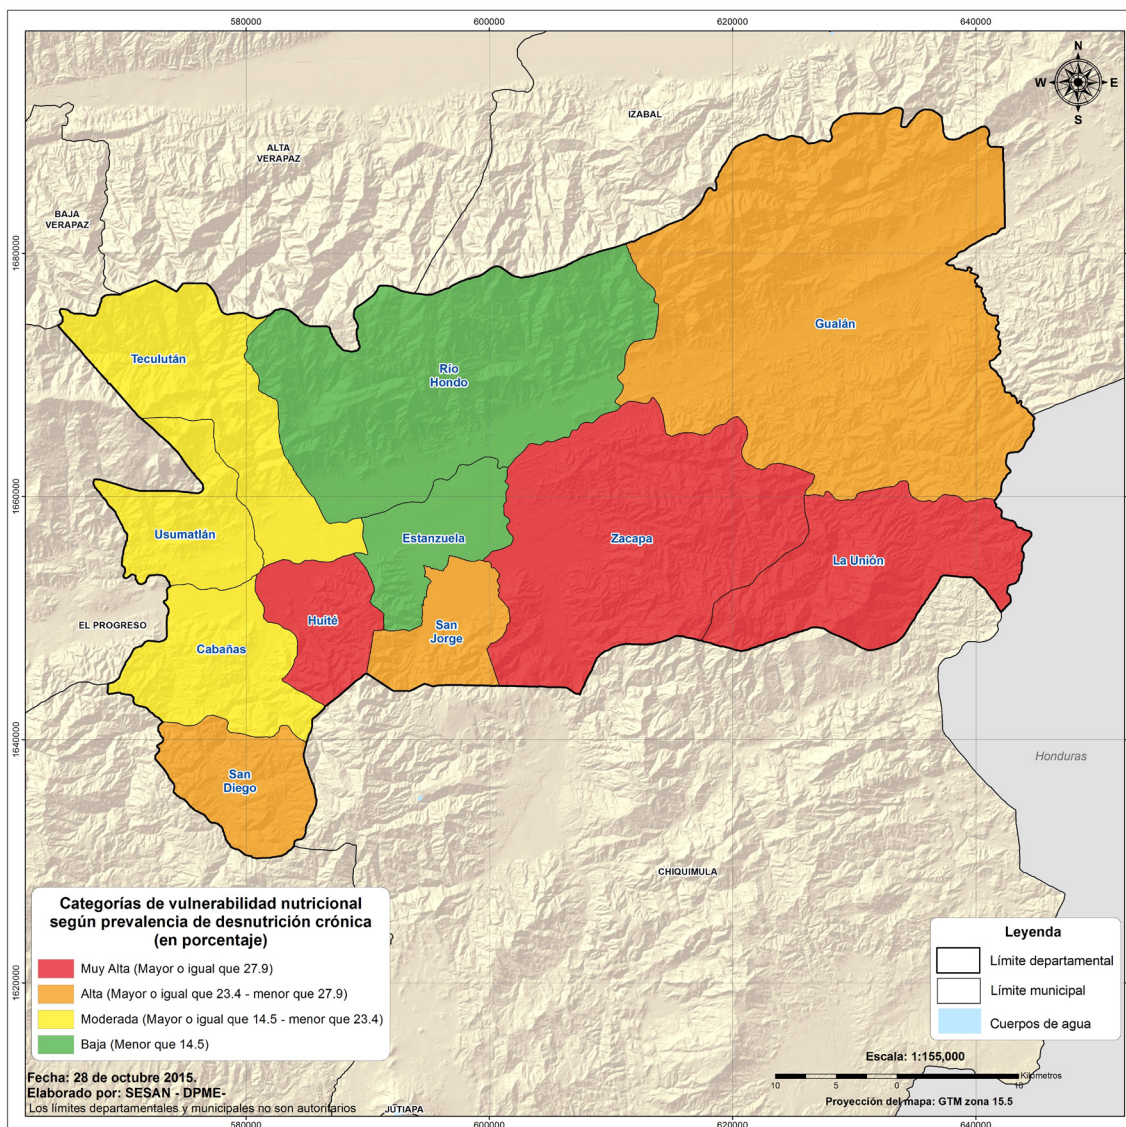 580000
600000
620000
640000
N
W
E
S
IZABAL
ALTA
VERAPAZ
BAJA
VERAPAZ
1680000
1680000
Gualán
Teculután
Río
Hondo
1660000
1660000
Usumatlán
Estanzuela
Zacapa
La Unión
EL PROGRESO
Huité
San
Jorge
Cabañas
1640000
1640000
Honduras
San
Diego
CHIQUIMULA
Categorías de vulnerabilidad nutricional
según prevalencia de desnutrición crónica
(en porcentaje)
Muy Alta (Mayor o igual que 27.9)
Alta (Mayor o igual que 23.4 - menor que 27.9)
Moderada (Mayor o igual que 14.5 - menor que 23.4)
Baja (Menor que 14.5)
Leyenda
Límite departamental
Límite municipal
Cuerpos de agua
1620000
1620000
Escala: 1:155,000
Kilometros
10
5
0
10
Proyección del mapa: GTM zona 15.5
Fecha: 28 de octubre 2015.
Elaborado por: SESAN - DPME-
Los límites departamentales y municipales no son autoritarios
JUTIAPA
580000
600000
620000
640000